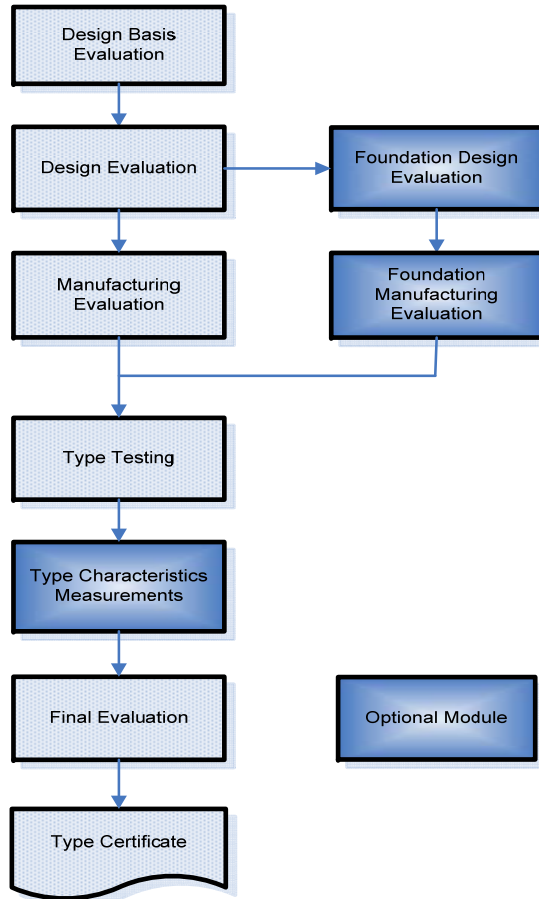 Design Basis
Evaluation
Design Evaluation
Foundation Design
Evaluation
Manufacturing
Evaluation
Foundation
Manufacturing
Evaluation
Type Testing
Type Characteristics
Measurements
Final Evaluation
Optional Module
Type Certificate